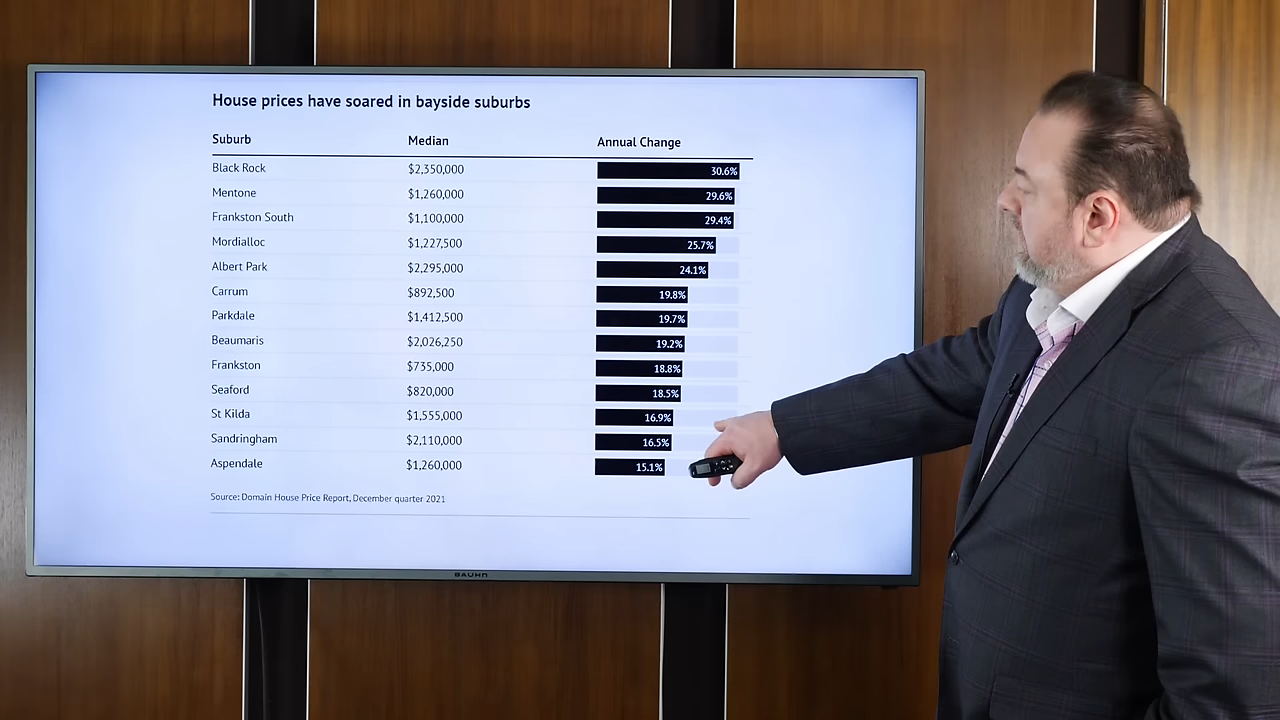 House prices have soared in bayside suburbs
Suburb Median Annual Change
Black Rock $2,350,000 30.6%
Mentone $1,260,000 29.6%
Frankston South $1,100,000 29.4%
Mordialloc $1,227,500 25.7%
Albert Park $2,295,000 24.1%
Carrum $892,500 19.8%
Parkdale $1,412,500 19.7%
Beaumaris $2,026,250 19.2%
Frankston $735,000 18.8%
Seaford $820,000 18.5%
St Kilda $1,555,000 16.9%
Sandringham $2,110,000 16.5%
Aspendale $1,260,000 15.1%
Source: Domain House Price Report, December quarter 2021
BAUHN